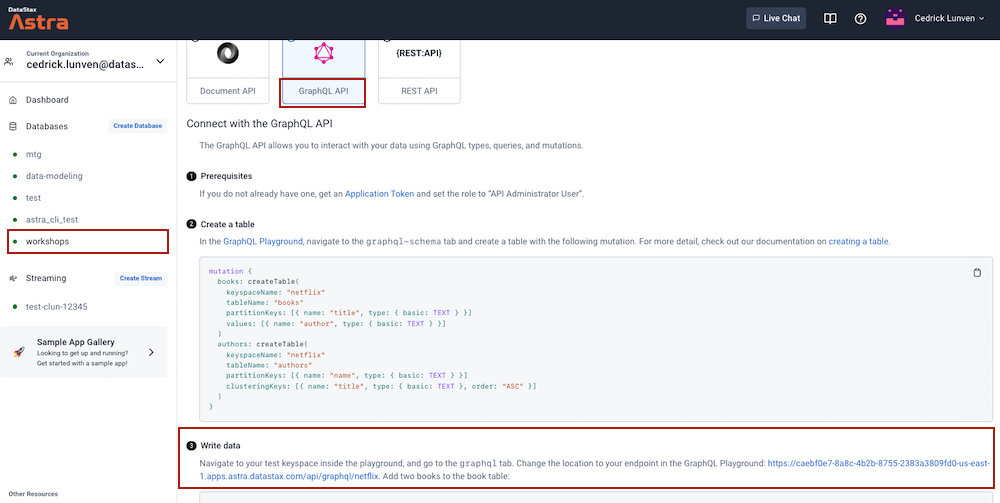 DataStax
Astra
Live Chat
Cedrick Lunven
Current Organization
cedrick.lunven@datas...
Dashboard
Databases
Create Database
mtg
data-modeling
test
astra_cli_test
workshops
Streaming
Create Stream
test-clun-12345
Sample App Gallery
Looking to get up and running?
Get started with a sample app!
Other Resources
{REST:API}
Document API
GraphQL API
REST API
Connect with the GraphQL API
The GraphQL API allows you to interact with your data using GraphQL types, queries, and mutations.
1 Prerequisites
If you do not already have one, get an Application Token and set the role to “API Administrator User”.
2 Create a table
In the GraphQL Playground, navigate to the graphql-schema tab and create a table with the following mutation. For more detail, check out our documentation on creating a table.
mutation {
books: createTable(
keyspaceName: "netflix"
tableName: "books"
partitionKeys: [{ name: "title", type: { basic: TEXT } }]
values: [{ name: "author", type: { basic: TEXT } }]
)
authors: createTable(
keyspaceName: "netflix"
tableName: "authors"
partitionKeys: [{ name: "name", type: { basic: TEXT } }]
clusteringKeys: [{ name: "title", type: { basic: TEXT }, order: "ASC" }]
)
}
3 Write data
Navigate to your test keyspace inside the playground, and go to the graphql tab. Change the location to your endpoint in the GraphQL Playground: https://caebf0e7-8a8c-4b2b-8755-2383a3809fd0-us-east-
1.apps.astra.datastax.com/api/graphql/netflix. Add two books to the book table: